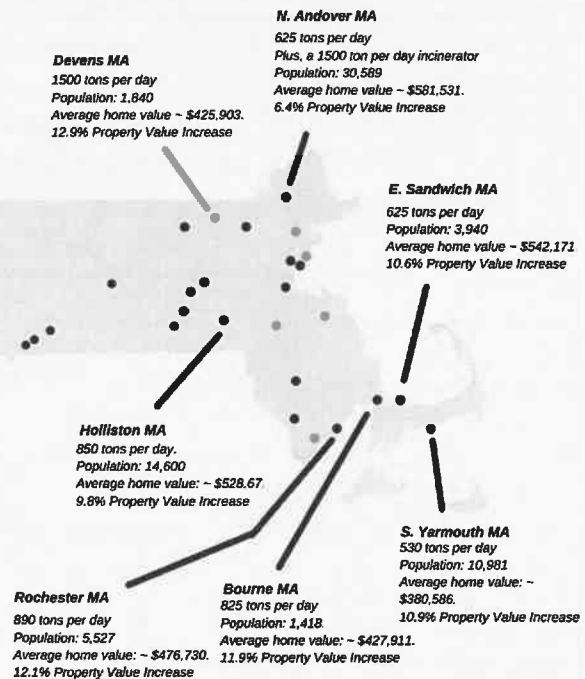 N. Andover MA
625 tons per day
Plus, a 1500 ton per day incinerator
Population: 30,589
Average home value ~ $581,531.
6.4% Property Value Increase
Devens MA
1500 tons per day
Population: 1,840
Average home value ~ $425,903.
12.9% Property Value Increase
E. Sandwich MA
625 tons per day
Population: 3,940
Average home value ~ $542,171
10.6% Property Value Increase
Holliston MA
850 tons per day.
Population: 14,600
Average home value: ~ $528.67.
9.8% Property Value Increase
S. Yarmouth MA
530 tons per day
Population: 10,981
Average home value: ~
$380,586.
10.9% Property Value Increase
Rochester MA
890 tons per day
Population: 5,527
Average home value: ~ $476,730.
12.1% Property Value Increase
Bourne MA
825 tons per day
Population: 1,418.
Average home value: ~ $427,911.
11.9% Property Value Increase